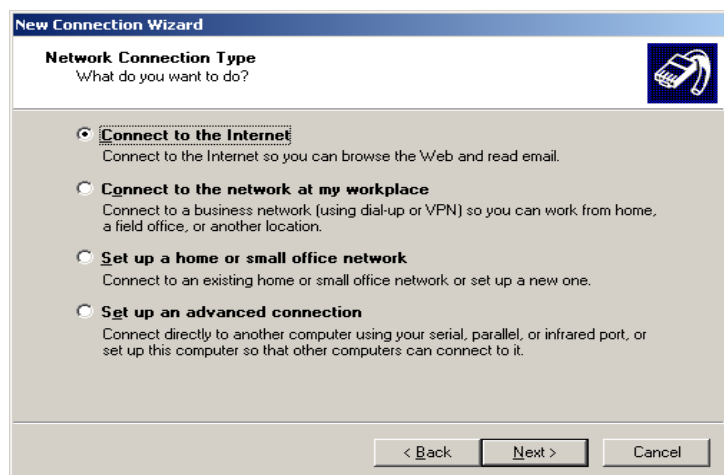 New Connection Wizard
Network Connection Type
What do you want to do?
Connect to the Internet
Connect to the Internet so you can browse the Web and read email.
Connect to the network at my workplace
Connect to a business network (using dial-up or VPN) so you can work from home,
a field office, or another location.
Set up a home or small office network
Connect to an existing home or small office network or set up a new one.
Set up an advanced connection
Connect directly to another computer using your serial, parallel, or infrared port, or
set up this computer so that other computers can connect to it.
< Back Next > Cancel